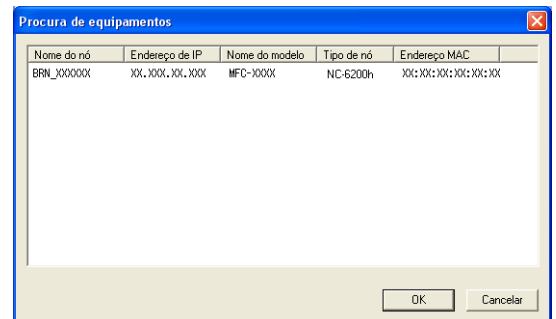 Procura de equipamentos
Nome do nó Endereço de IP Nome do modelo Tipo de nó Endereço MAC
BRN_XXXXXX XX.XXX.XX.XXX MFC-XXXX NC-6200h XX:XX:XX:XX:XX:XX
OK Cancelar